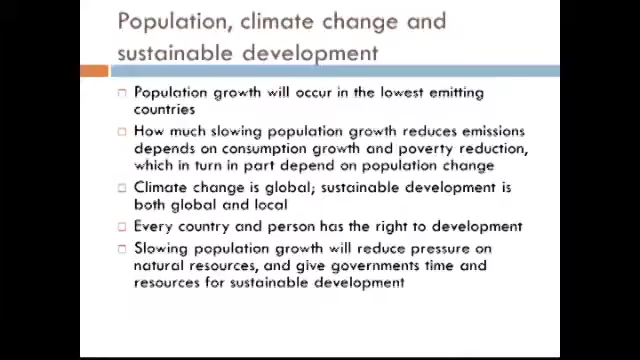 Population, climate change and
sustainable development
Population growth will occur in the lowest emitting
countries
How much slowing population growth reduces emissions
depends on consumption growth and poverty reduction,
which in turn in part depend on population change
Climate change is global; sustainable development is
both global and local
Every country and person has the right to development
Slowing population growth will reduce pressure on
natural resources, and give governments time and
resources for sustainable development